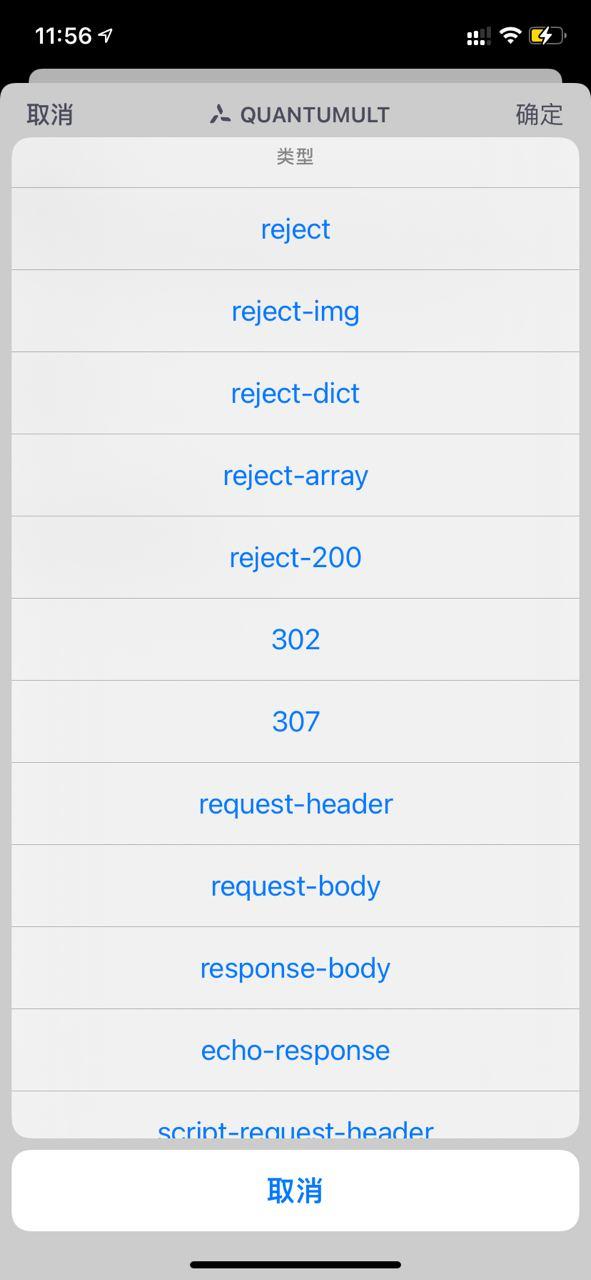 11:56
取消
QUANTUMULT
确定
类型
reject
reject-img
reject-dict
reject-array
reject-200
302
307
request-header
request-body
response-body
echo-response
script-request-header
取消